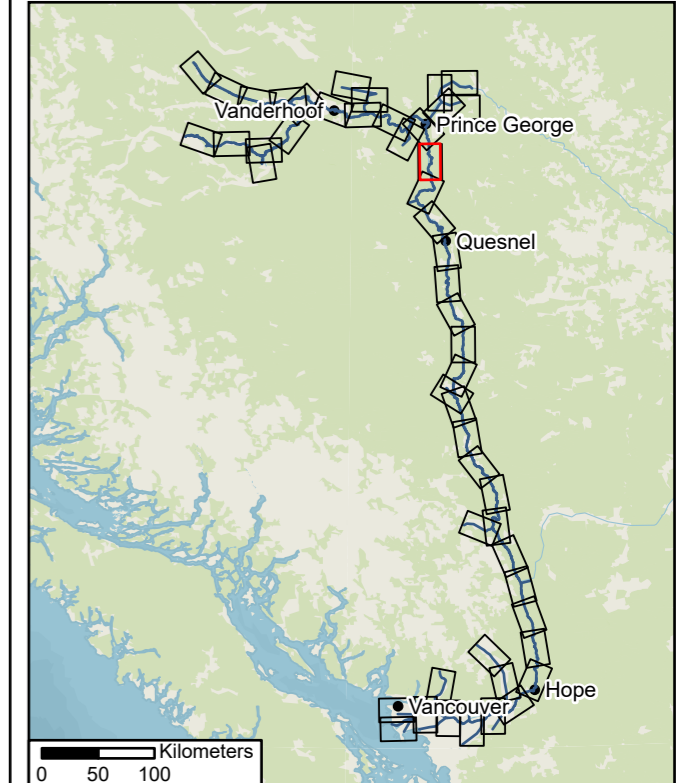 Vanderhoof
Prince George
Quesnel
Hope
Vancouver
Kilometers
0 50 100